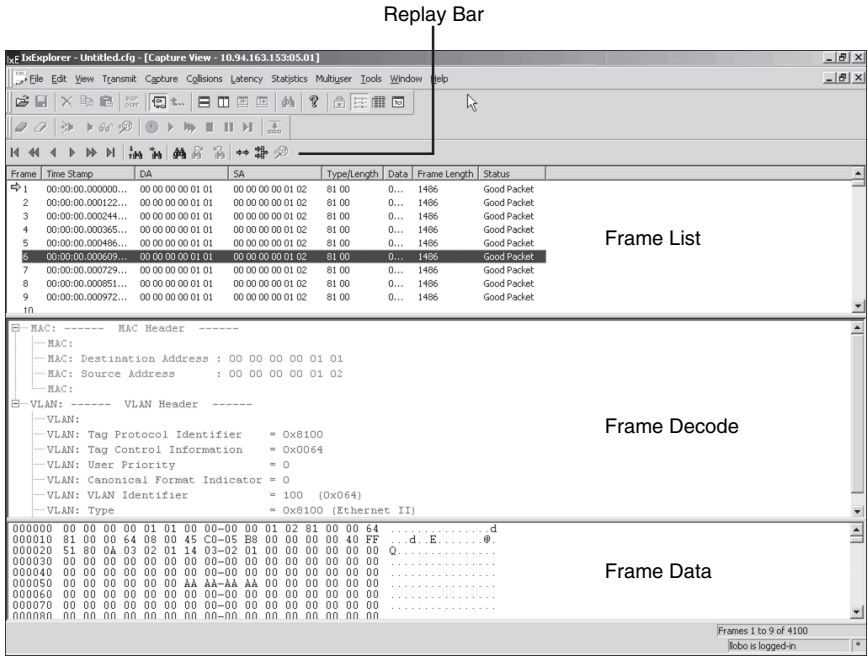 Replay Bar
IxExplorer - Untitled.cfg - [Capture View - 10.94.163.153:05.01]
File Edit View Transmit Capture Collisions Latency Statistics Multiuser Tools Window Help
Frame Time Stamp DA SA Type/Length Data Frame Length Status
1 00:00:00.000000... 00 00 00 00 01 01 00 00 00 00 01 02 81 00 0... 1486 Good Packet
2 00:00:00.000122... 00 00 00 00 01 01 00 00 00 00 01 02 81 00 0... 1486 Good Packet
3 00:00:00.000244... 00 00 00 00 01 01 00 00 00 00 01 02 81 00 0... 1486 Good Packet
4 00:00:00.000365... 00 00 00 00 01 01 00 00 00 00 01 02 81 00 0... 1486 Good Packet
5 00:00:00.000486... 00 00 00 00 01 01 00 00 00 00 01 02 81 00 0... 1486 Good Packet
6 00:00:00.000609... 00 00 00 00 01 01 00 00 00 00 01 02 81 00 0... 1486 Good Packet
7 00:00:00.000729... 00 00 00 00 01 01 00 00 00 00 01 02 81 00 0... 1486 Good Packet
8 00:00:00.000851... 00 00 00 00 01 01 00 00 00 00 01 02 81 00 0... 1486 Good Packet
9 00:00:00.000972... 00 00 00 00 01 01 00 00 00 00 01 02 81 00 0... 1486 Good Packet
10
Frame List
MAC: ------ MAC Header ------
MAC:
MAC: Destination Address : 00 00 00 00 01 01
MAC: Source Address : 00 00 00 00 01 02
MAC:
VLAN: ------ VLAN Header ------
VLAN:
VLAN: Tag Protocol Identifier = 0x8100
VLAN: Tag Control Information = 0x0064
VLAN: User Priority = 0
VLAN: Canonical Format Indicator = 0
VLAN: VLAN Identifier = 100 (0x064)
VLAN: Type = 0x8100 (Ethernet II)
Frame Decode
000000 00 00 00 00 01 01 00 00-00 00 01 02 81 00 00 64 ...............d
000010 81 00 00 64 08 00 45 C0-05 B8 00 00 00 00 40 FF ...d..E.......@.
000020 51 80 0A 03 02 01 14 03-02 01 00 00 00 00 00 00 Q...............
000030 00 00 00 00 00 00 00 00-00 00 00 00 00 00 00 00 ................
000040 00 00 00 00 00 00 00 00-00 00 00 00 00 00 00 00 ................
000050 00 00 00 00 00 00 AA AA-AA AA 00 00 00 00 00 00 ................
000060 00 00 00 00 00 00 00 00-00 00 00 00 00 00 00 00 ................
000070 00 00 00 00 00 00 00 00-00 00 00 00 00 00 00 00 ................
000080 00 00 00 00 00 00 00 00-00 00 00 00 00 00 00 00
Frame Data
Frames 1 to 9 of 4100
llobo is logged-in *